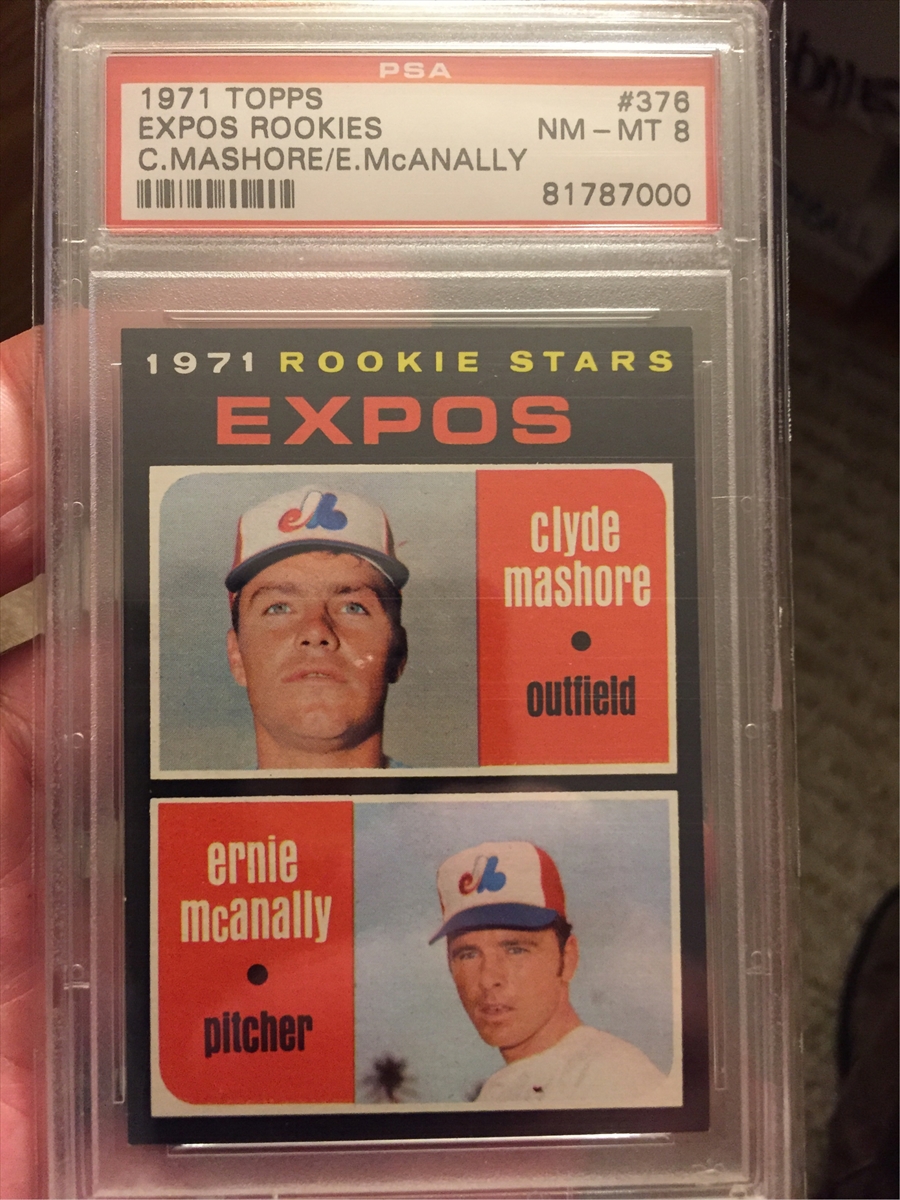 PSA
1971 TOPPS #376
EXPOS ROOKIES NM - MT 8
C.MASHORE/E.McANALLY
81787000
1971 ROOKIE STARS
EXPOS
clyde
mashore
outfield
ernie
mcanally
pitcher